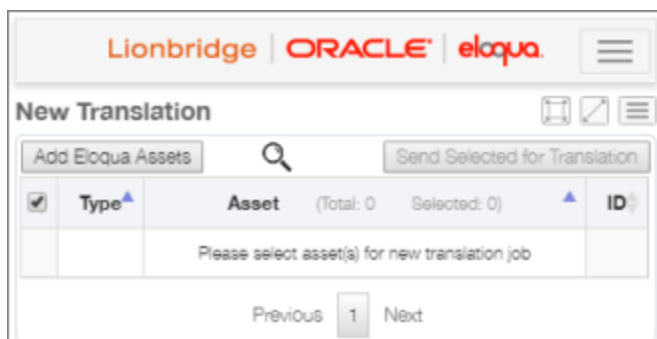 Lionbridge ORACLE eloqua.
New Translation
Add Eloqua Assets Send Selected for Translation
Type Asset (Total: 0 Selected: 0) ID
Please select asset(s) for new translation job
Previous 1 Next